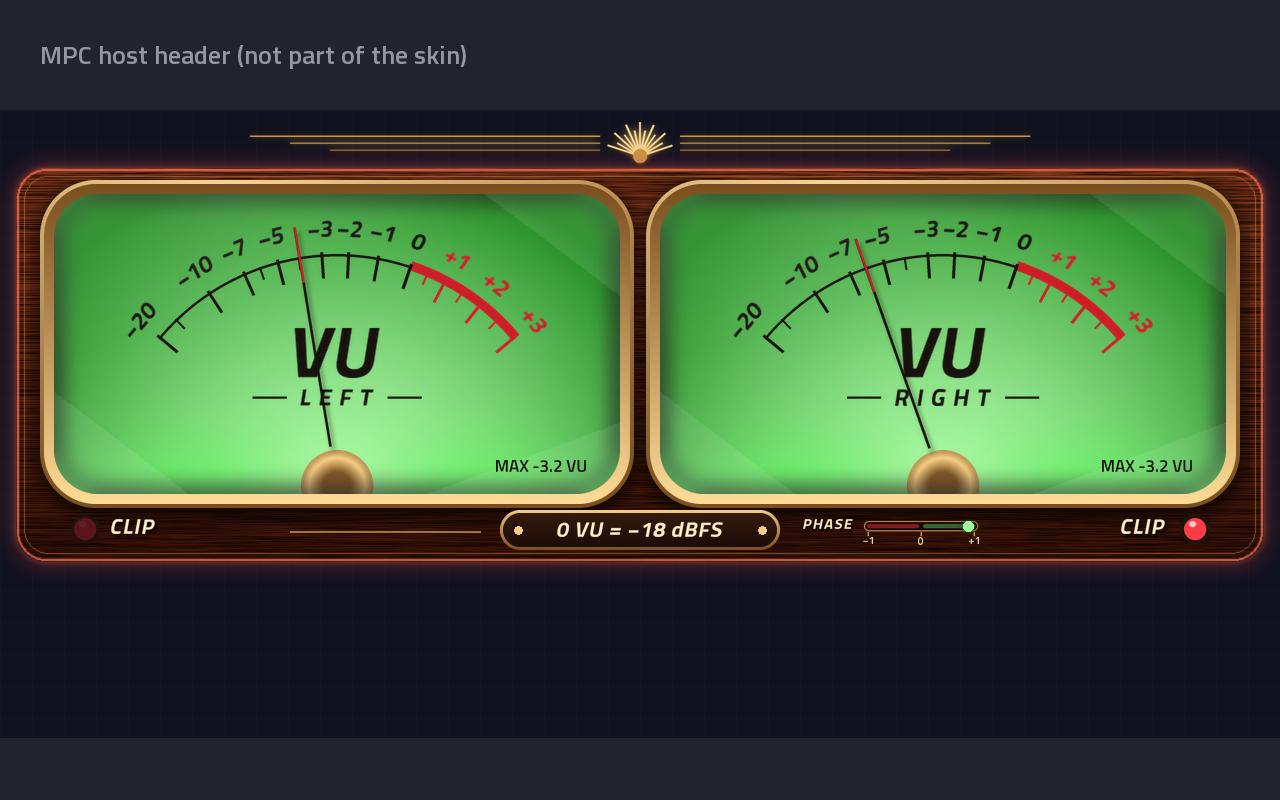 MPC host header (not part of the skin)
−20 −10 −7 −5 −3 −2 −1 0 +1 +2 +3
VU
LEFT
MAX -3.2 VU
−20 −10 −7 −5 −3 −2 −1 0 +1 +2 +3
VU
RIGHT
MAX -3.2 VU
CLIP
0 VU = −18 dBFS
PHASE
−1 0 +1
CLIP